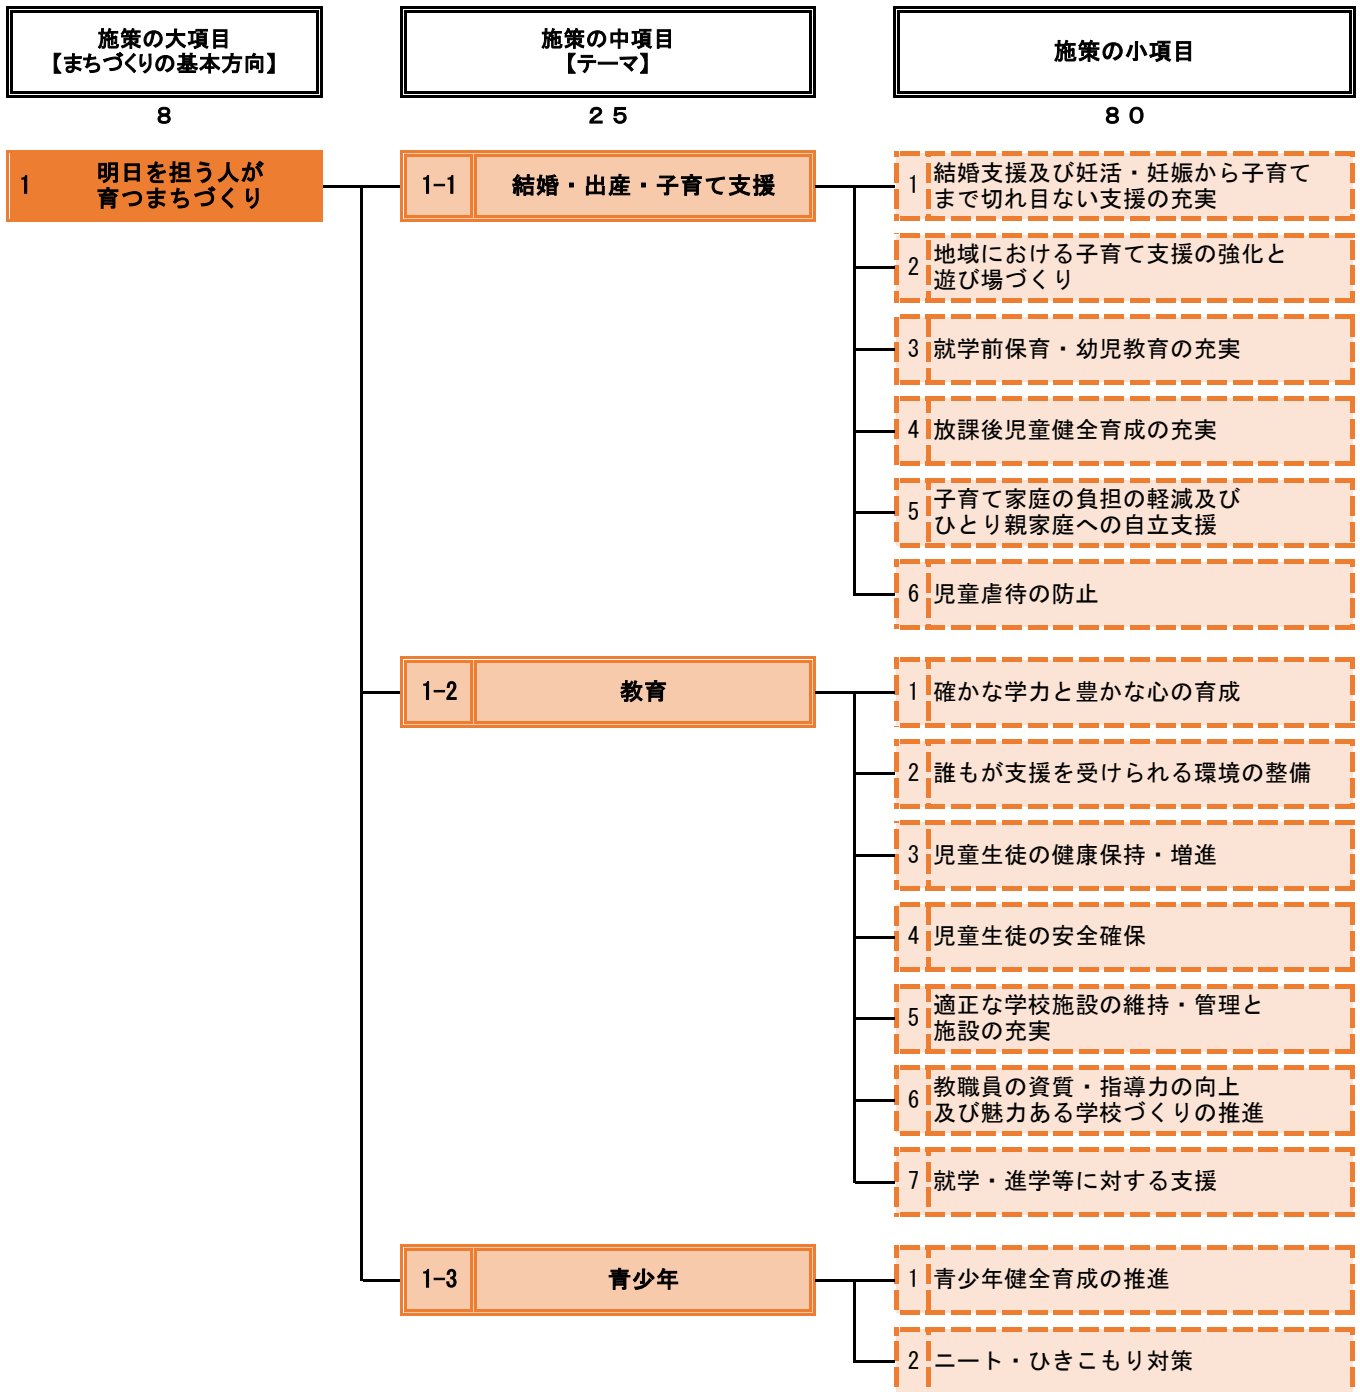 施策の大項目
【まちづくりの基本方向】
施策の中項目
【テーマ】
施策の小項目
８
２５
８０
1 明日を担う人が
育つまちづくり
1-1 結婚・出産・子育て支援
1 結婚支援及び妊活・妊娠から子育て
まで切れ目ない支援の充実
2 地域における子育て支援の強化と
遊び場づくり
3 就学前保育・幼児教育の充実
4 放課後児童健全育成の充実
5 子育て家庭の負担の軽減及び
ひとり親家庭への自立支援
6 児童虐待の防止
1-2 教育
1 確かな学力と豊かな心の育成
2 誰もが支援を受けられる環境の整備
3 児童生徒の健康保持・増進
4 児童生徒の安全確保
5 適正な学校施設の維持・管理と
施設の充実
6 教職員の資質・指導力の向上
及び魅力ある学校づくりの推進
7 就学・進学等に対する支援
1-3 青少年
1 青少年健全育成の推進
2 ニート・ひきこもり対策